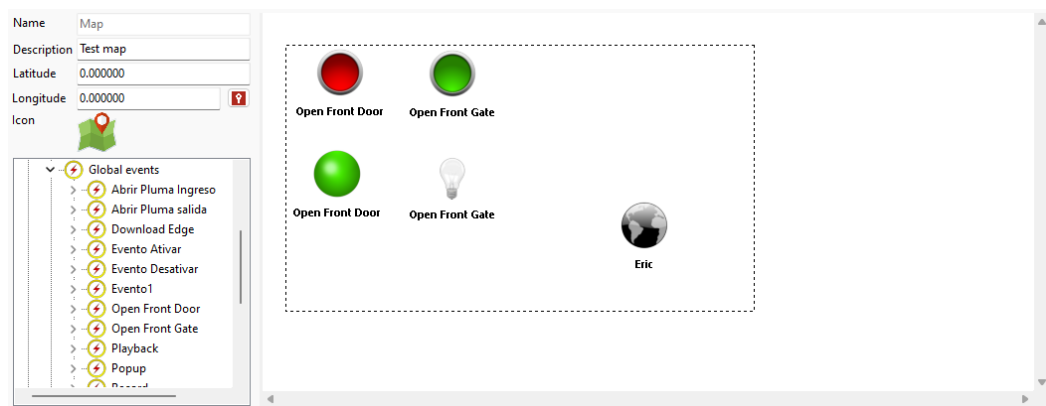 Name Map
Description Test map
Latitude 0.000000
Longitude 0.000000
Icon
Global events
Abrir Pluma Ingreso
Abrir Pluma salida
Download Edge
Evento Ativar
Evento Desativar
Evento1
Open Front Door
Open Front Gate
Playback
Popup
Record
Open Front Door
Open Front Gate
Open Front Door
Open Front Gate
Eric